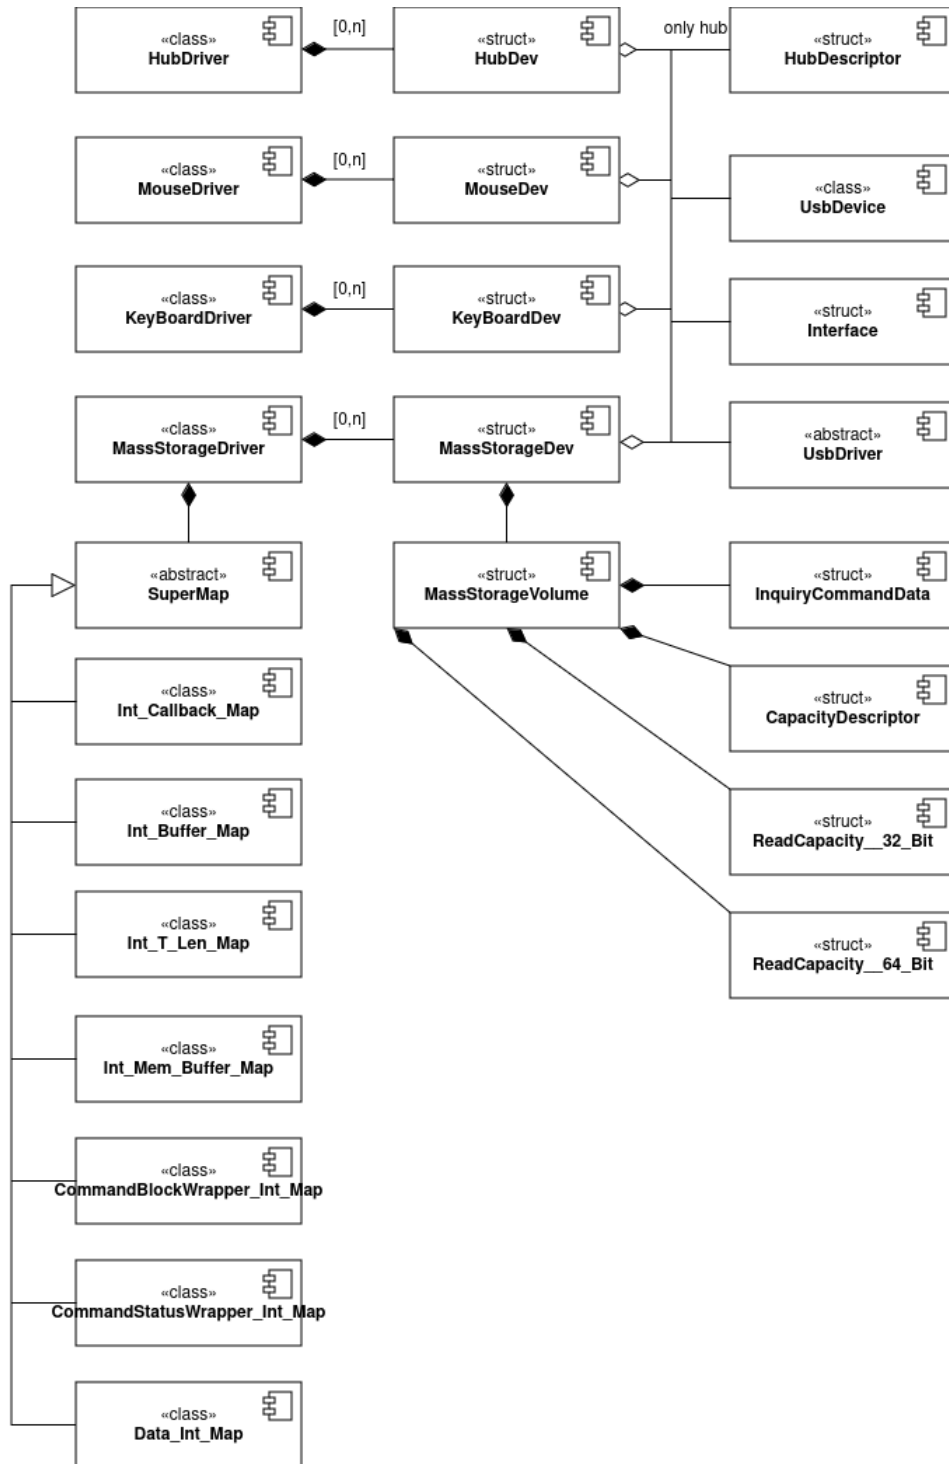 «class»
HubDriver
[0,n]
«struct»
HubDev
only hub
«struct»
HubDescriptor
«class»
MouseDriver
[0,n]
«struct»
MouseDev
«class»
UsbDevice
«class»
KeyBoardDriver
[0,n]
«struct»
KeyBoardDev
«struct»
Interface
«class»
MassStorageDriver
[0,n]
«struct»
MassStorageDev
«abstract»
UsbDriver
«abstract»
SuperMap
«struct»
MassStorageVolume
«struct»
InquiryCommandData
«class»
Int_Callback_Map
«struct»
CapacityDescriptor
«class»
Int_Buffer_Map
«struct»
ReadCapacity__32_Bit
«class»
Int_T_Len_Map
«struct»
ReadCapacity__64_Bit
«class»
Int_Mem_Buffer_Map
«class»
CommandBlockWrapper_Int_Map
«class»
CommandStatusWrapper_Int_Map
«class»
Data_Int_Map